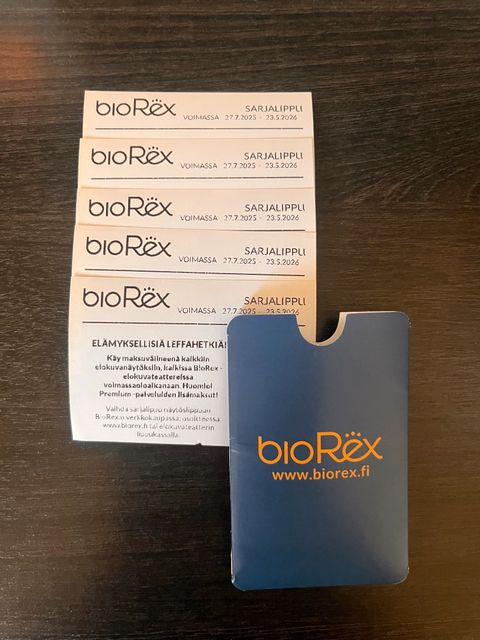 bioRëx
SARJALIPPU
VOIMASSA 27.7.2025 - 23.5.2026
bioRëx
SARJALIPPU
VOIMASSA 27.7.2025 - 23.5.2026
bioRëx
SARJALIPPU
VOIMASSA 27.7.2025 - 23.5.2026
bioRëx
SARJALIPPU
VOIMASSA 27.7.2025 - 23.5.2026
bioRëx
SARJALIPPU
VOIMASSA 27.7.2025 - 23.5.2026
ELÄMYKSELLISIÄ LEFFAHETKIÄ!
Käy maksuvälineenä kaikkiin
elokuvanäytöksiin, kaikissa BioRex -
elokuvateattereissa
voimassaoloaikanaan. Huomioi
Premium -palveluiden lisämaksut!
Vaihda sarjalippu näytöslippuun
BioRex.fi verkkokaupassa, osoitteessa
www.biorex.fi tai elokuvateatterin
lippukassalla.
bioRëx
www.biorex.fi